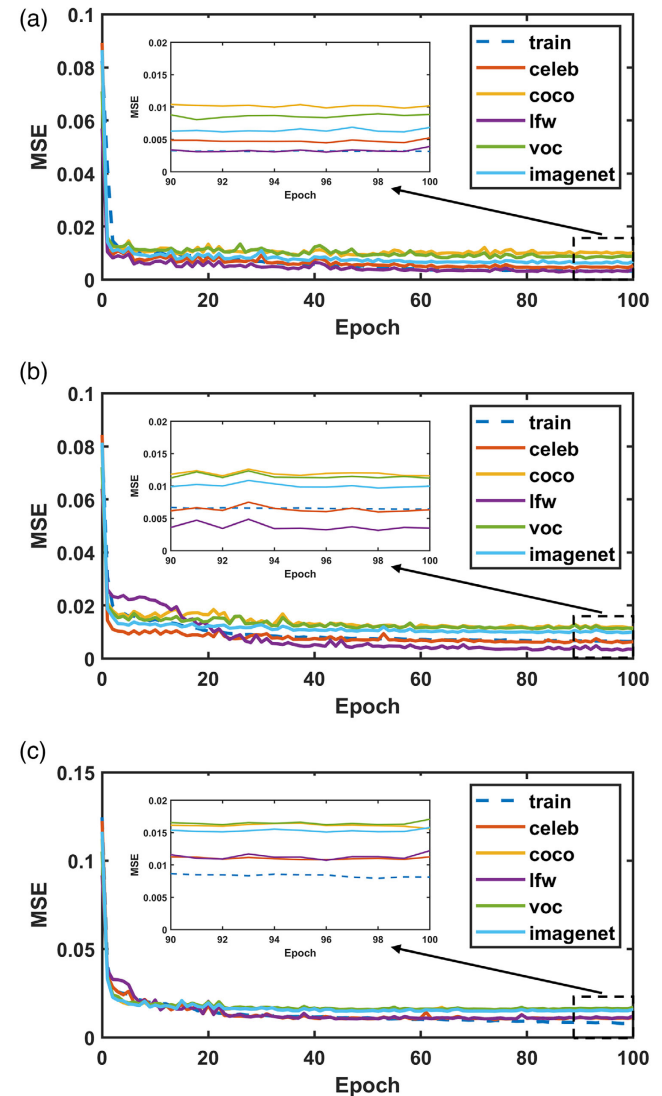 (a)
0.1
0.08
0.06
0.04
0.02
0
MSE
0 20 40 60 80 100
Epoch
0.02
0.015
0.01
0.005
0
MSE
90 92 94 96 98 100
Epoch
train
celeb
coco
lfw
voc
imagenet
(b)
0.1
0.08
0.06
0.04
0.02
0
MSE
0 20 40 60 80 100
Epoch
0.02
0.015
0.01
0.005
0
MSE
90 92 94 96 98 100
Epoch
train
celeb
coco
lfw
voc
imagenet
(c)
0.15
0.1
0.05
0
MSE
0 20 40 60 80 100
Epoch
0.02
0.015
0.01
0.005
0
MSE
90 92 94 96 98 100
Epoch
train
celeb
coco
lfw
voc
imagenet